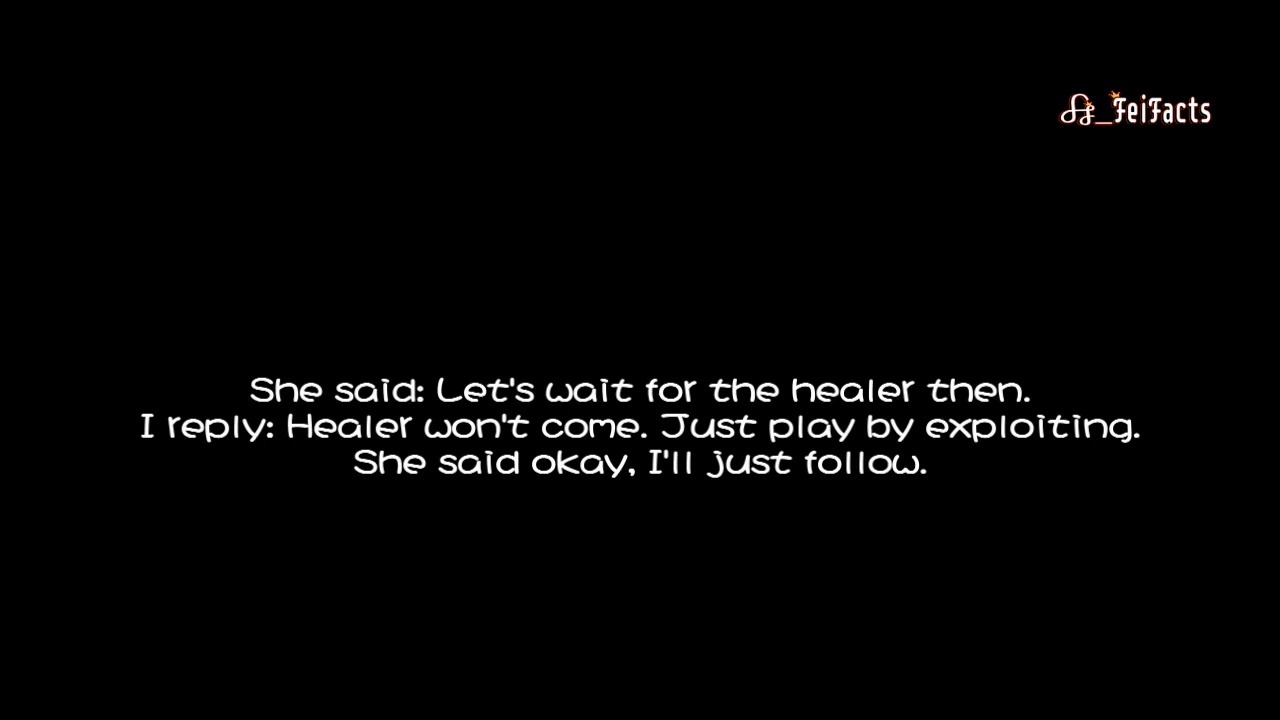 FeiFacts
She said: Let's wait for the healer then.
I reply: Healer won't come. Just play by exploiting.
She said okay, I'll just follow.